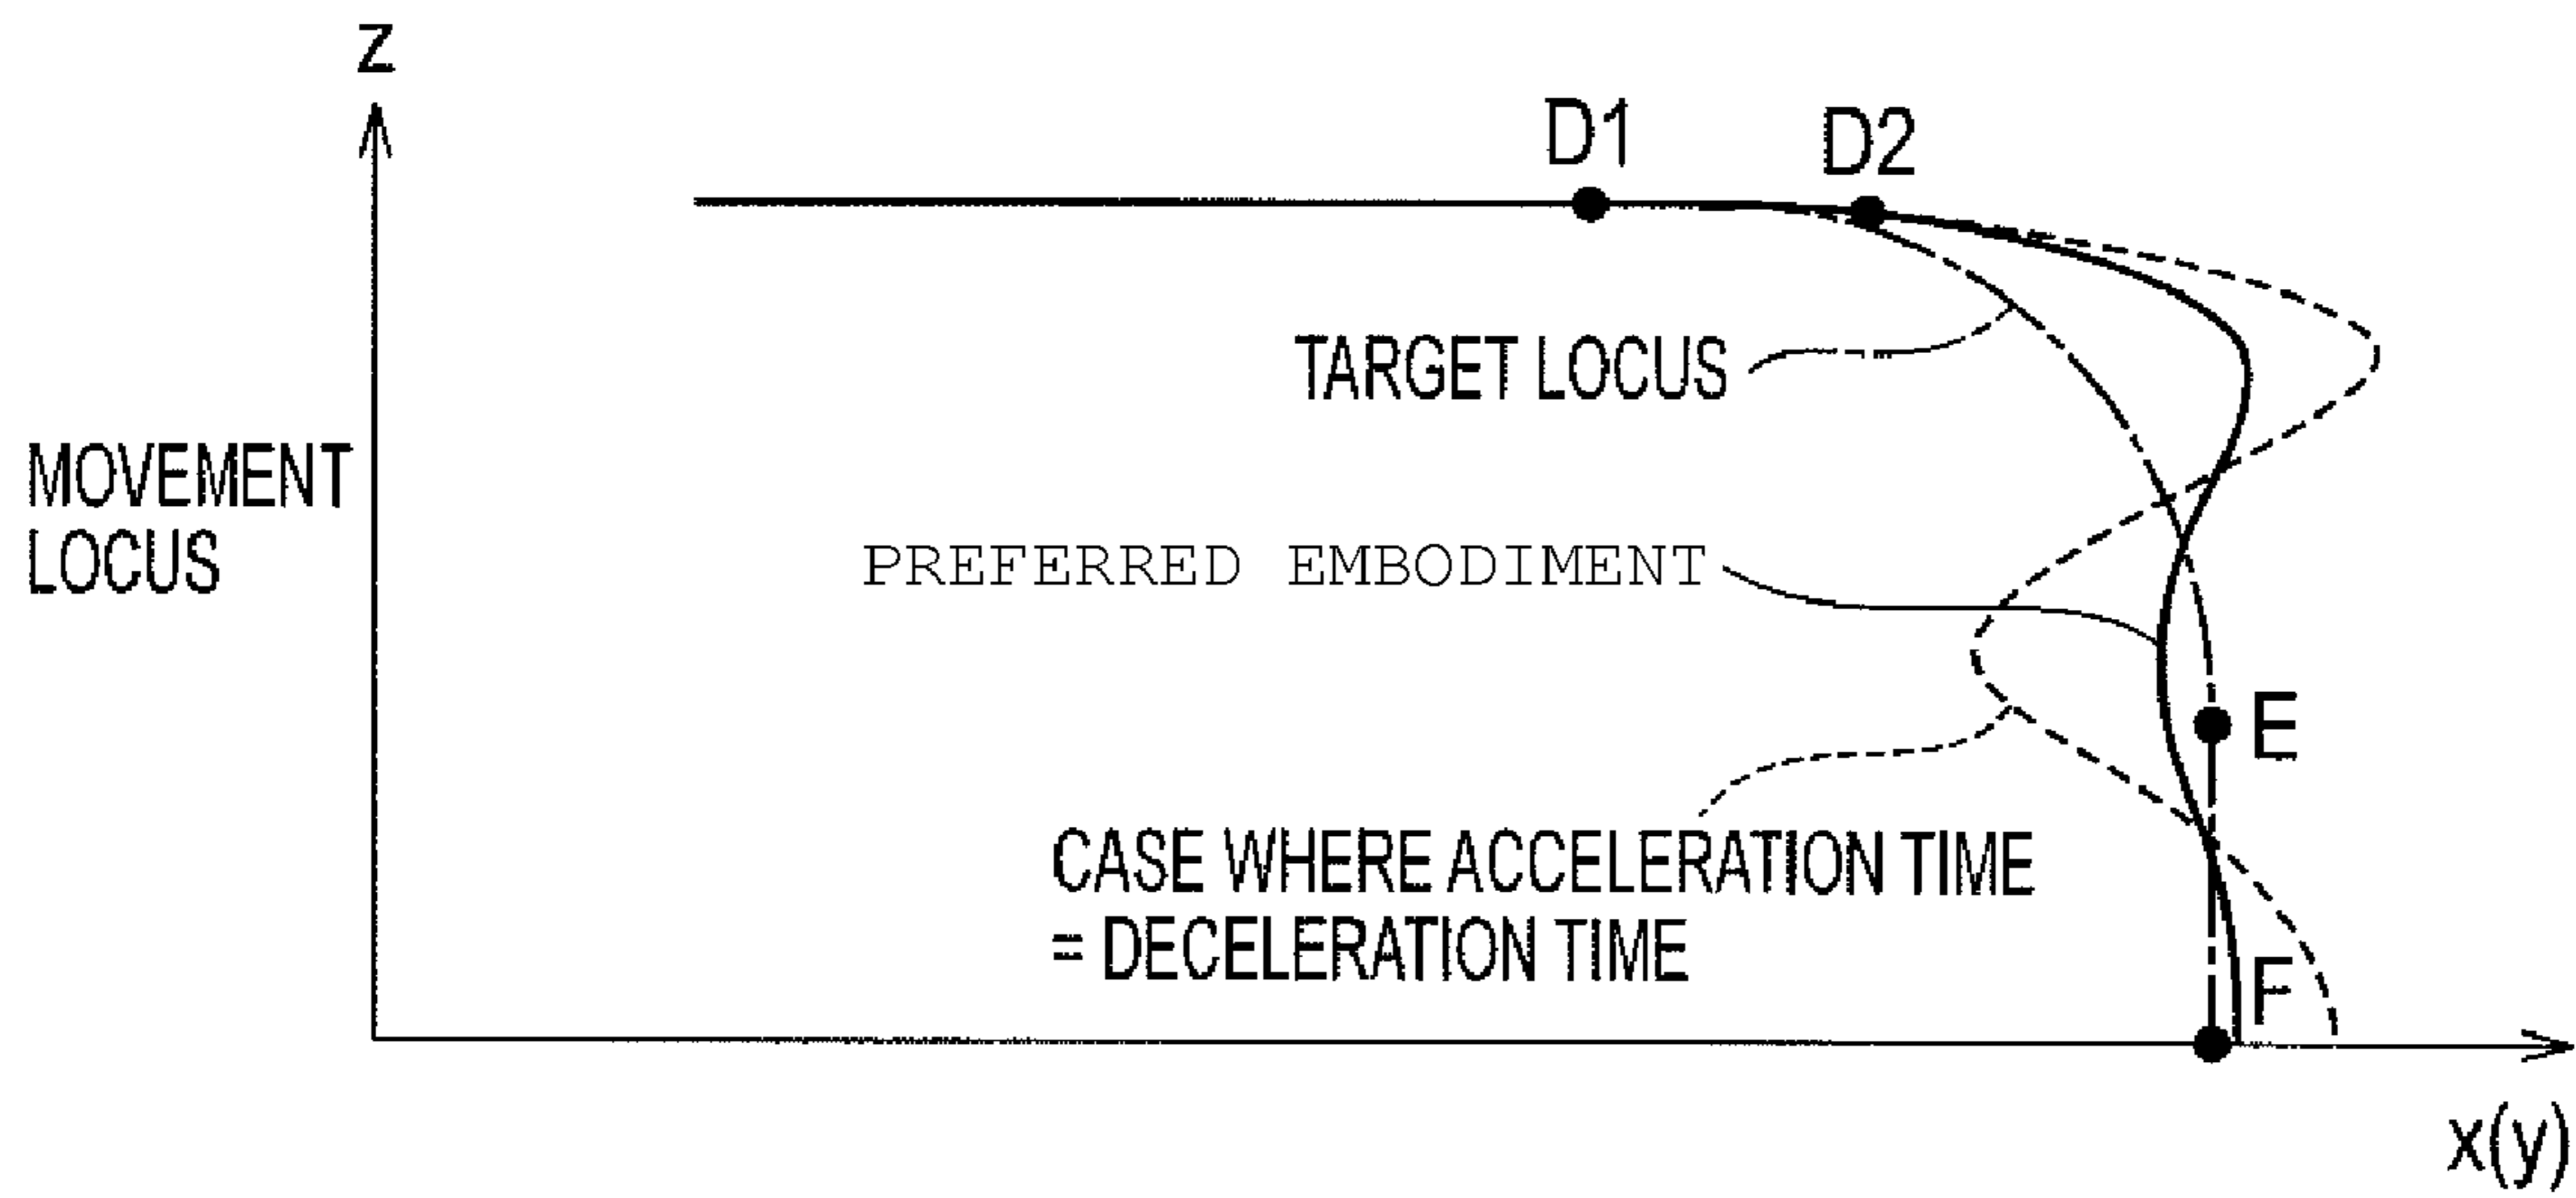 Z
D1
D2
TARGET LOCUS
MOVEMENT
LOCUS
PREFERRED EMBODIMENT
E
CASE WHERE ACCELERATION TIME
= DECELERATION TIME
F
x(y)